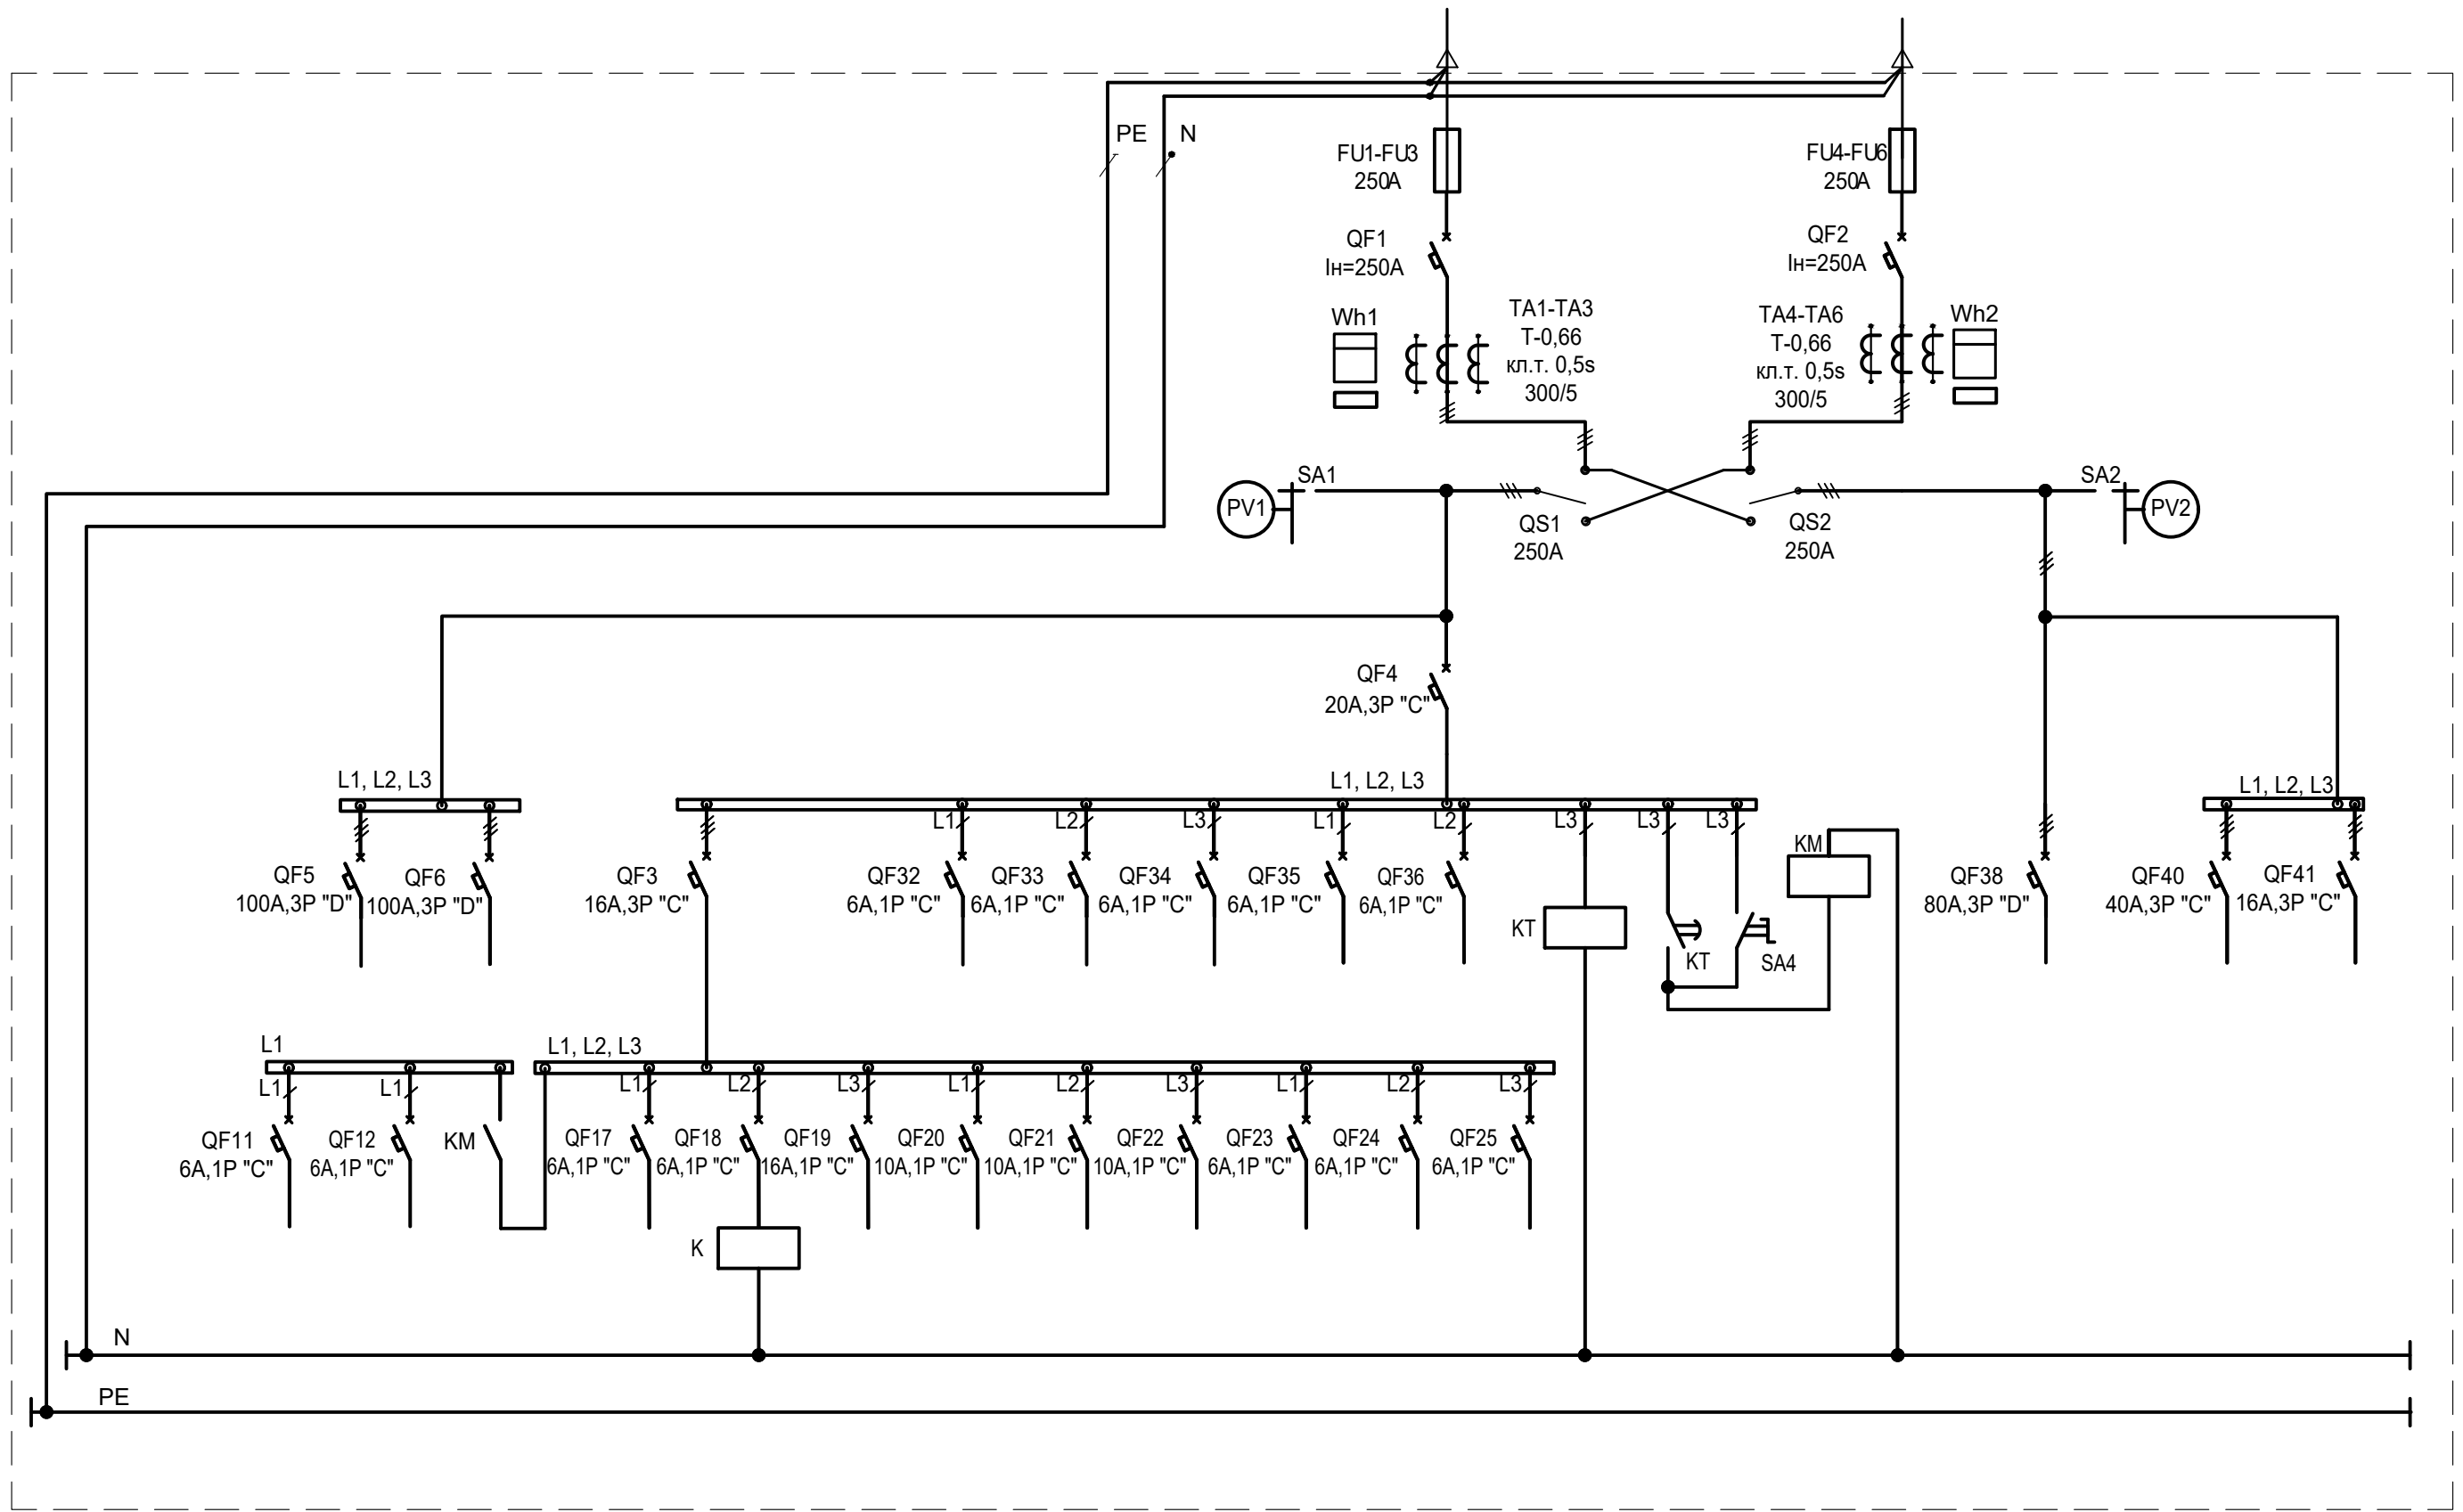 PE
N
FU1-FU3
250A
FU4-FU6
250A
QF1
Iн=250A
QF2
Iн=250A
Wh1
TA1-TA3
T-0,66
кл.т. 0,5s
300/5
TA4-TA6
T-0,66
кл.т. 0,5s
300/5
Wh2
PV1
SA1
QS1
250A
QS2
250A
SA2
PV2
QF4
20A,3P "C"
L1, L2, L3
L1, L2, L3
L1, L2, L3
L1
L2
L3
L1
L2
L3
L3
L3
QF5
100A,3P "D"
QF6
100A,3P "D"
QF3
16A,3P "C"
QF32
6A,1P "C"
QF33
6A,1P "C"
QF34
6A,1P "C"
QF35
6A,1P "C"
QF36
6A,1P "C"
KT
KT
SA4
KM
QF38
80A,3P "D"
QF40
40A,3P "C"
QF41
16A,3P "C"
L1
L1, L2, L3
L1
L1
L1
L2
L3
L1
L2
L3
L1
L2
L3
QF11
6A,1P "C"
QF12
6A,1P "C"
KM
QF17
6A,1P "C"
QF18
6A,1P "C"
QF19
16A,1P "C"
QF20
10A,1P "C"
QF21
10A,1P "C"
QF22
10A,1P "C"
QF23
6A,1P "C"
QF24
6A,1P "C"
QF25
6A,1P "C"
K
N
PE